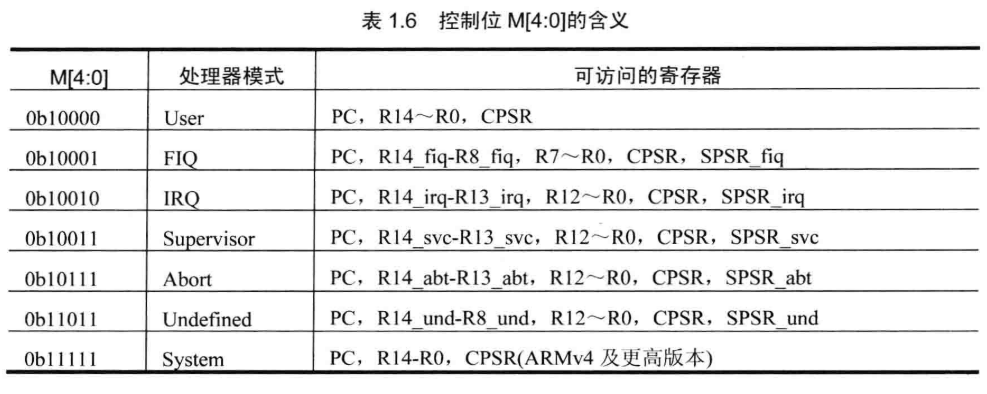 表 1.6 控制位 M[4:0]的含义
M[4:0] 处理器模式 可访问的寄存器
0b10000 User PC，R14～R0，CPSR
0b10001 FIQ PC，R14_fiq-R8_fiq，R7～R0，CPSR，SPSR_fiq
0b10010 IRQ PC，R14_irq-R13_irq，R12～R0，CPSR，SPSR_irq
0b10011 Supervisor PC，R14_svc-R13_svc，R12～R0，CPSR，SPSR_svc
0b10111 Abort PC，R14_abt-R13_abt，R12～R0，CPSR，SPSR_abt
0b11011 Undefined PC，R14_und-R8_und，R12～R0，CPSR，SPSR_und
0b11111 System PC，R14-R0，CPSR(ARMv4 及更高版本)